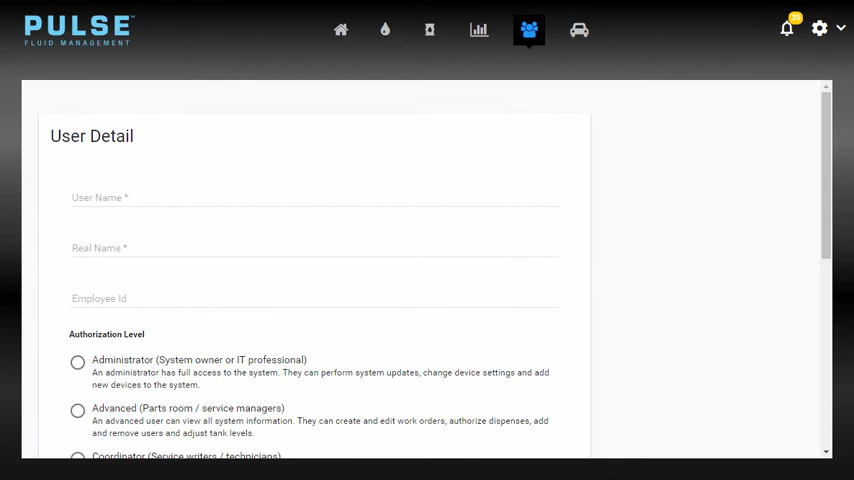 PULSE™
FLUID MANAGEMENT
35
User Detail
User Name *
Real Name *
Employee Id
Authorization Level
Administrator (System owner or IT professional)
An administrator has full access to the system. They can perform system updates, change device settings and add
new devices to the system.
Advanced (Parts room / service managers)
An advanced user can view all system information. They can create and edit work orders, authorize dispenses, add
and remove users and adjust tank levels.
Coordinator (Service writers / technicians)